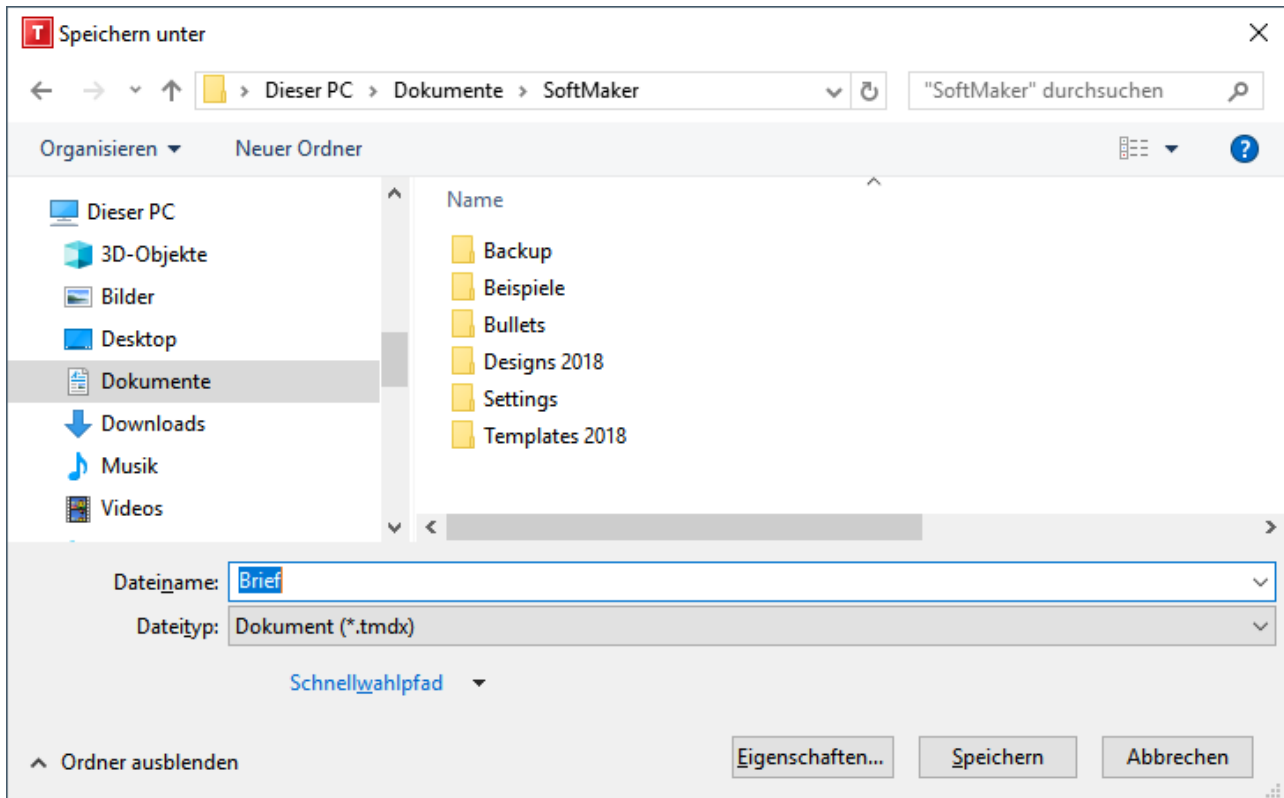 T Speichern unter
Dieser PC > Dokumente > SoftMaker
"SoftMaker" durchsuchen
Organisieren
Neuer Ordner
?
Dieser PC
3D-Objekte
Bilder
Desktop
Dokumente
Downloads
Musik
Videos
Name
Backup
Beispiele
Bullets
Designs 2018
Settings
Templates 2018
Dateiname: Brief
Dateityp: Dokument (*.tmdx)
Schnellwahlpfad
Ordner ausblenden
Eigenschaften...
Speichern
Abbrechen